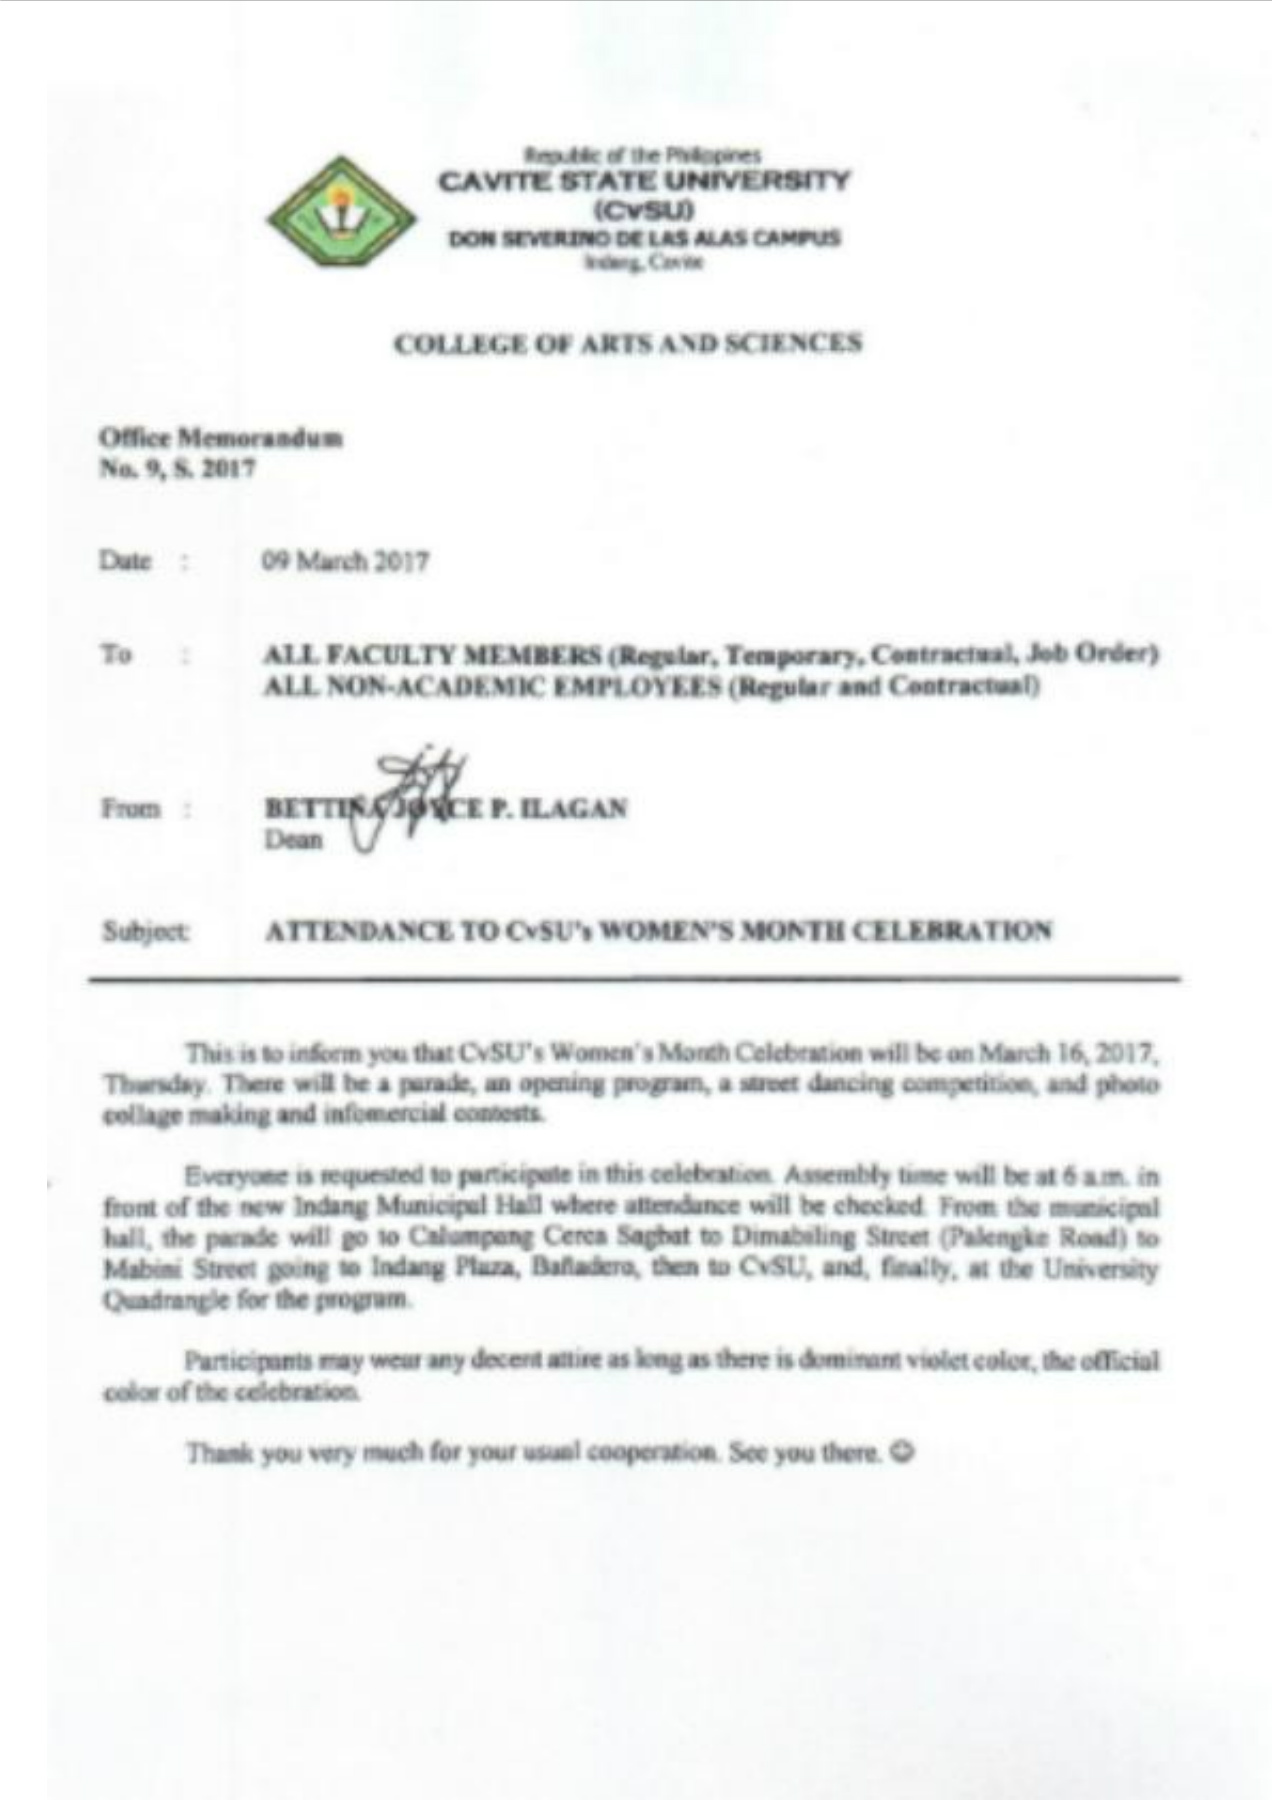 Republic of the Philippines
CAVITE STATE UNIVERSITY
(CvSU)
DON SEVERINO DE LAS ALAS CAMPUS
Indang, Cavite
COLLEGE OF ARTS AND SCIENCES
Office Memorandum
No. 9, S. 2017
Date : 09 March 2017
To : ALL FACULTY MEMBERS (Regular, Temporary, Contractual, Job Order)
ALL NON-ACADEMIC EMPLOYEES (Regular and Contractual)
From : BETTINA JOYCE P. ILAGAN
Dean
Subject: ATTENDANCE TO CvSU's WOMEN'S MONTH CELEBRATION
This is to inform you that CvSU's Women's Month Celebration will be on March 16, 2017,
Thursday. There will be a parade, an opening program, a street dancing competition, and photo
collage making and infomercial contests.
Everyone is requested to participate in this celebration. Assembly time will be at 6 a.m. in
front of the new Indang Municipal Hall where attendance will be checked. From the municipal
hall, the parade will go to Calumpang Cerca Sagbat to Dimabiling Street (Palengke Road) to
Mabini Street going to Indang Plaza, Bañadero, then to CvSU, and, finally, at the University
Quadrangle for the program.
Participants may wear any decent attire as long as there is dominant violet color, the official
color of the celebration.
Thank you very much for your usual cooperation. See you there. ☺